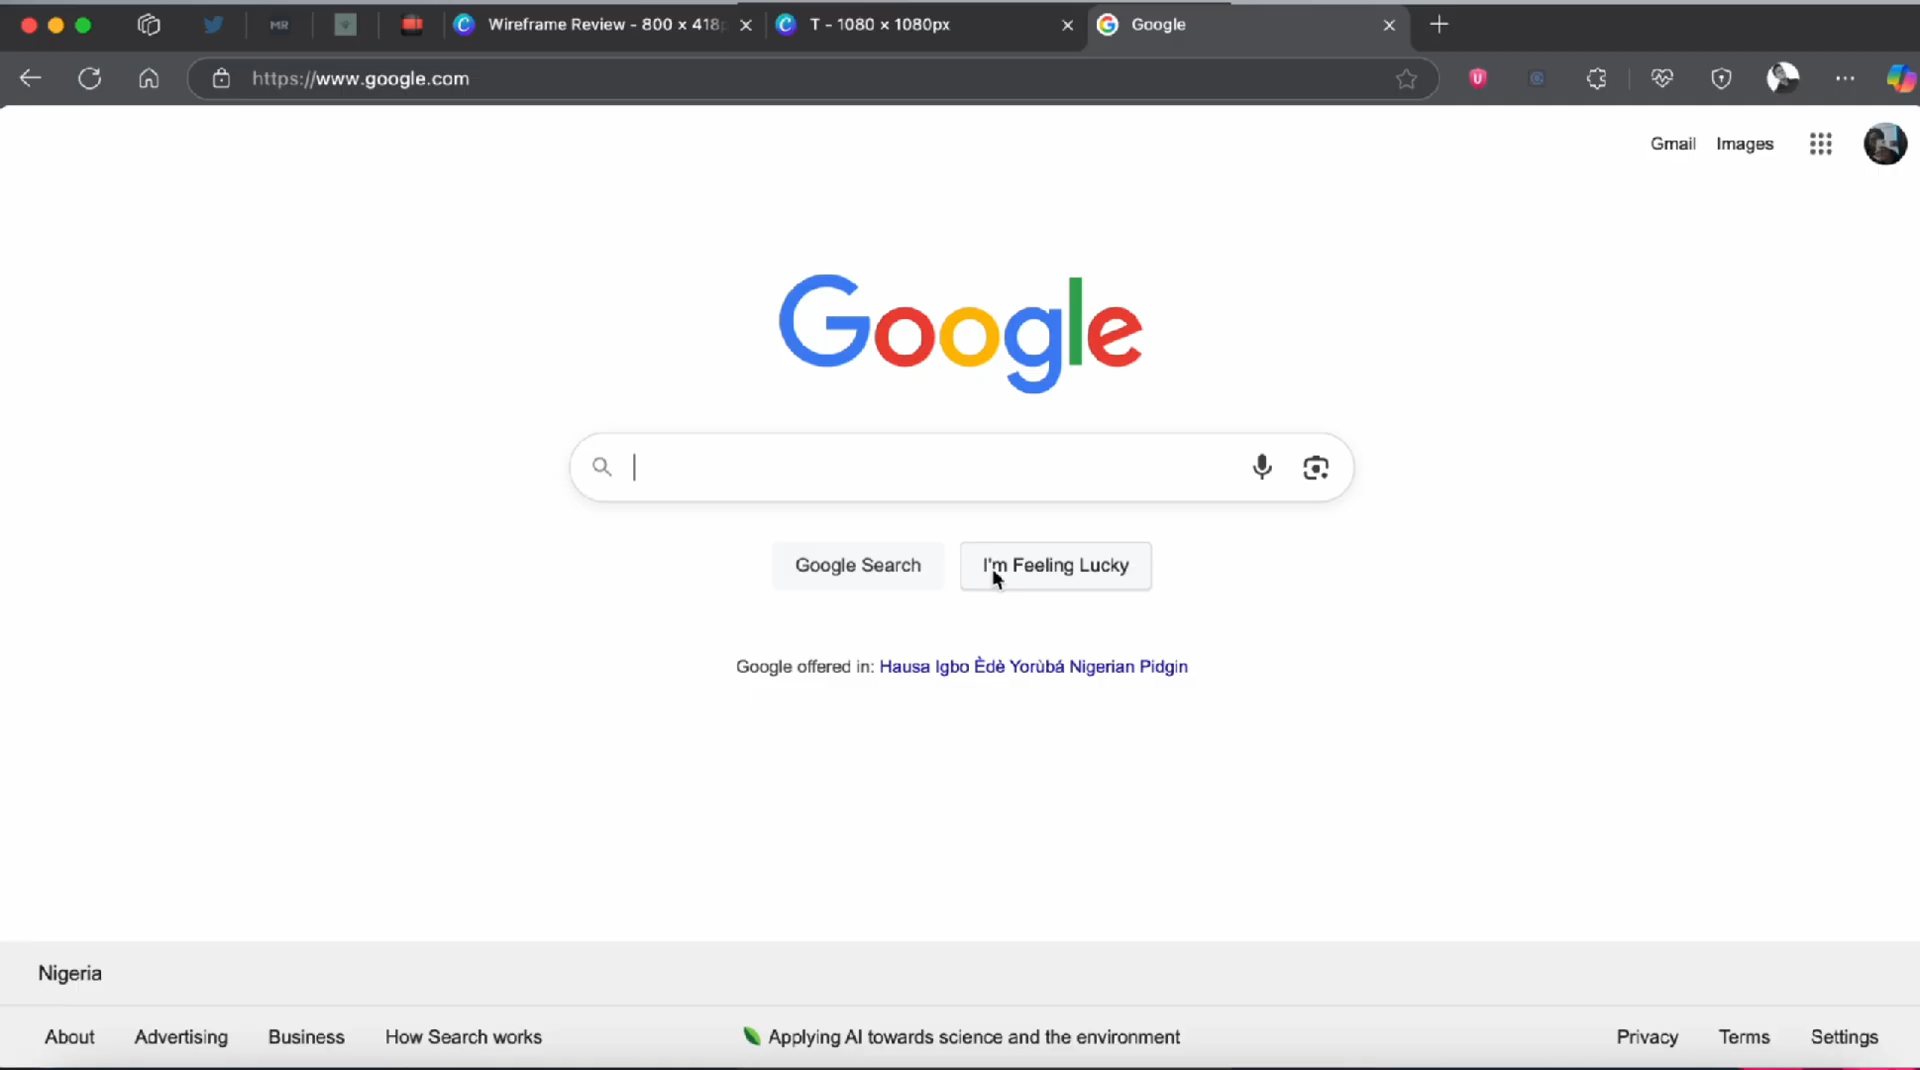 MR
Wireframe Review - 800 × 418p
T - 1080 × 1080px
Google
https://www.google.com
Gmail
Images
Google
Google Search
I'm Feeling Lucky
Google offered in: Hausa Igbo Èdè Yorùbá Nigerian Pidgin
Nigeria
About
Advertising
Business
How Search works
Applying AI towards science and the environment
Privacy
Terms
Settings